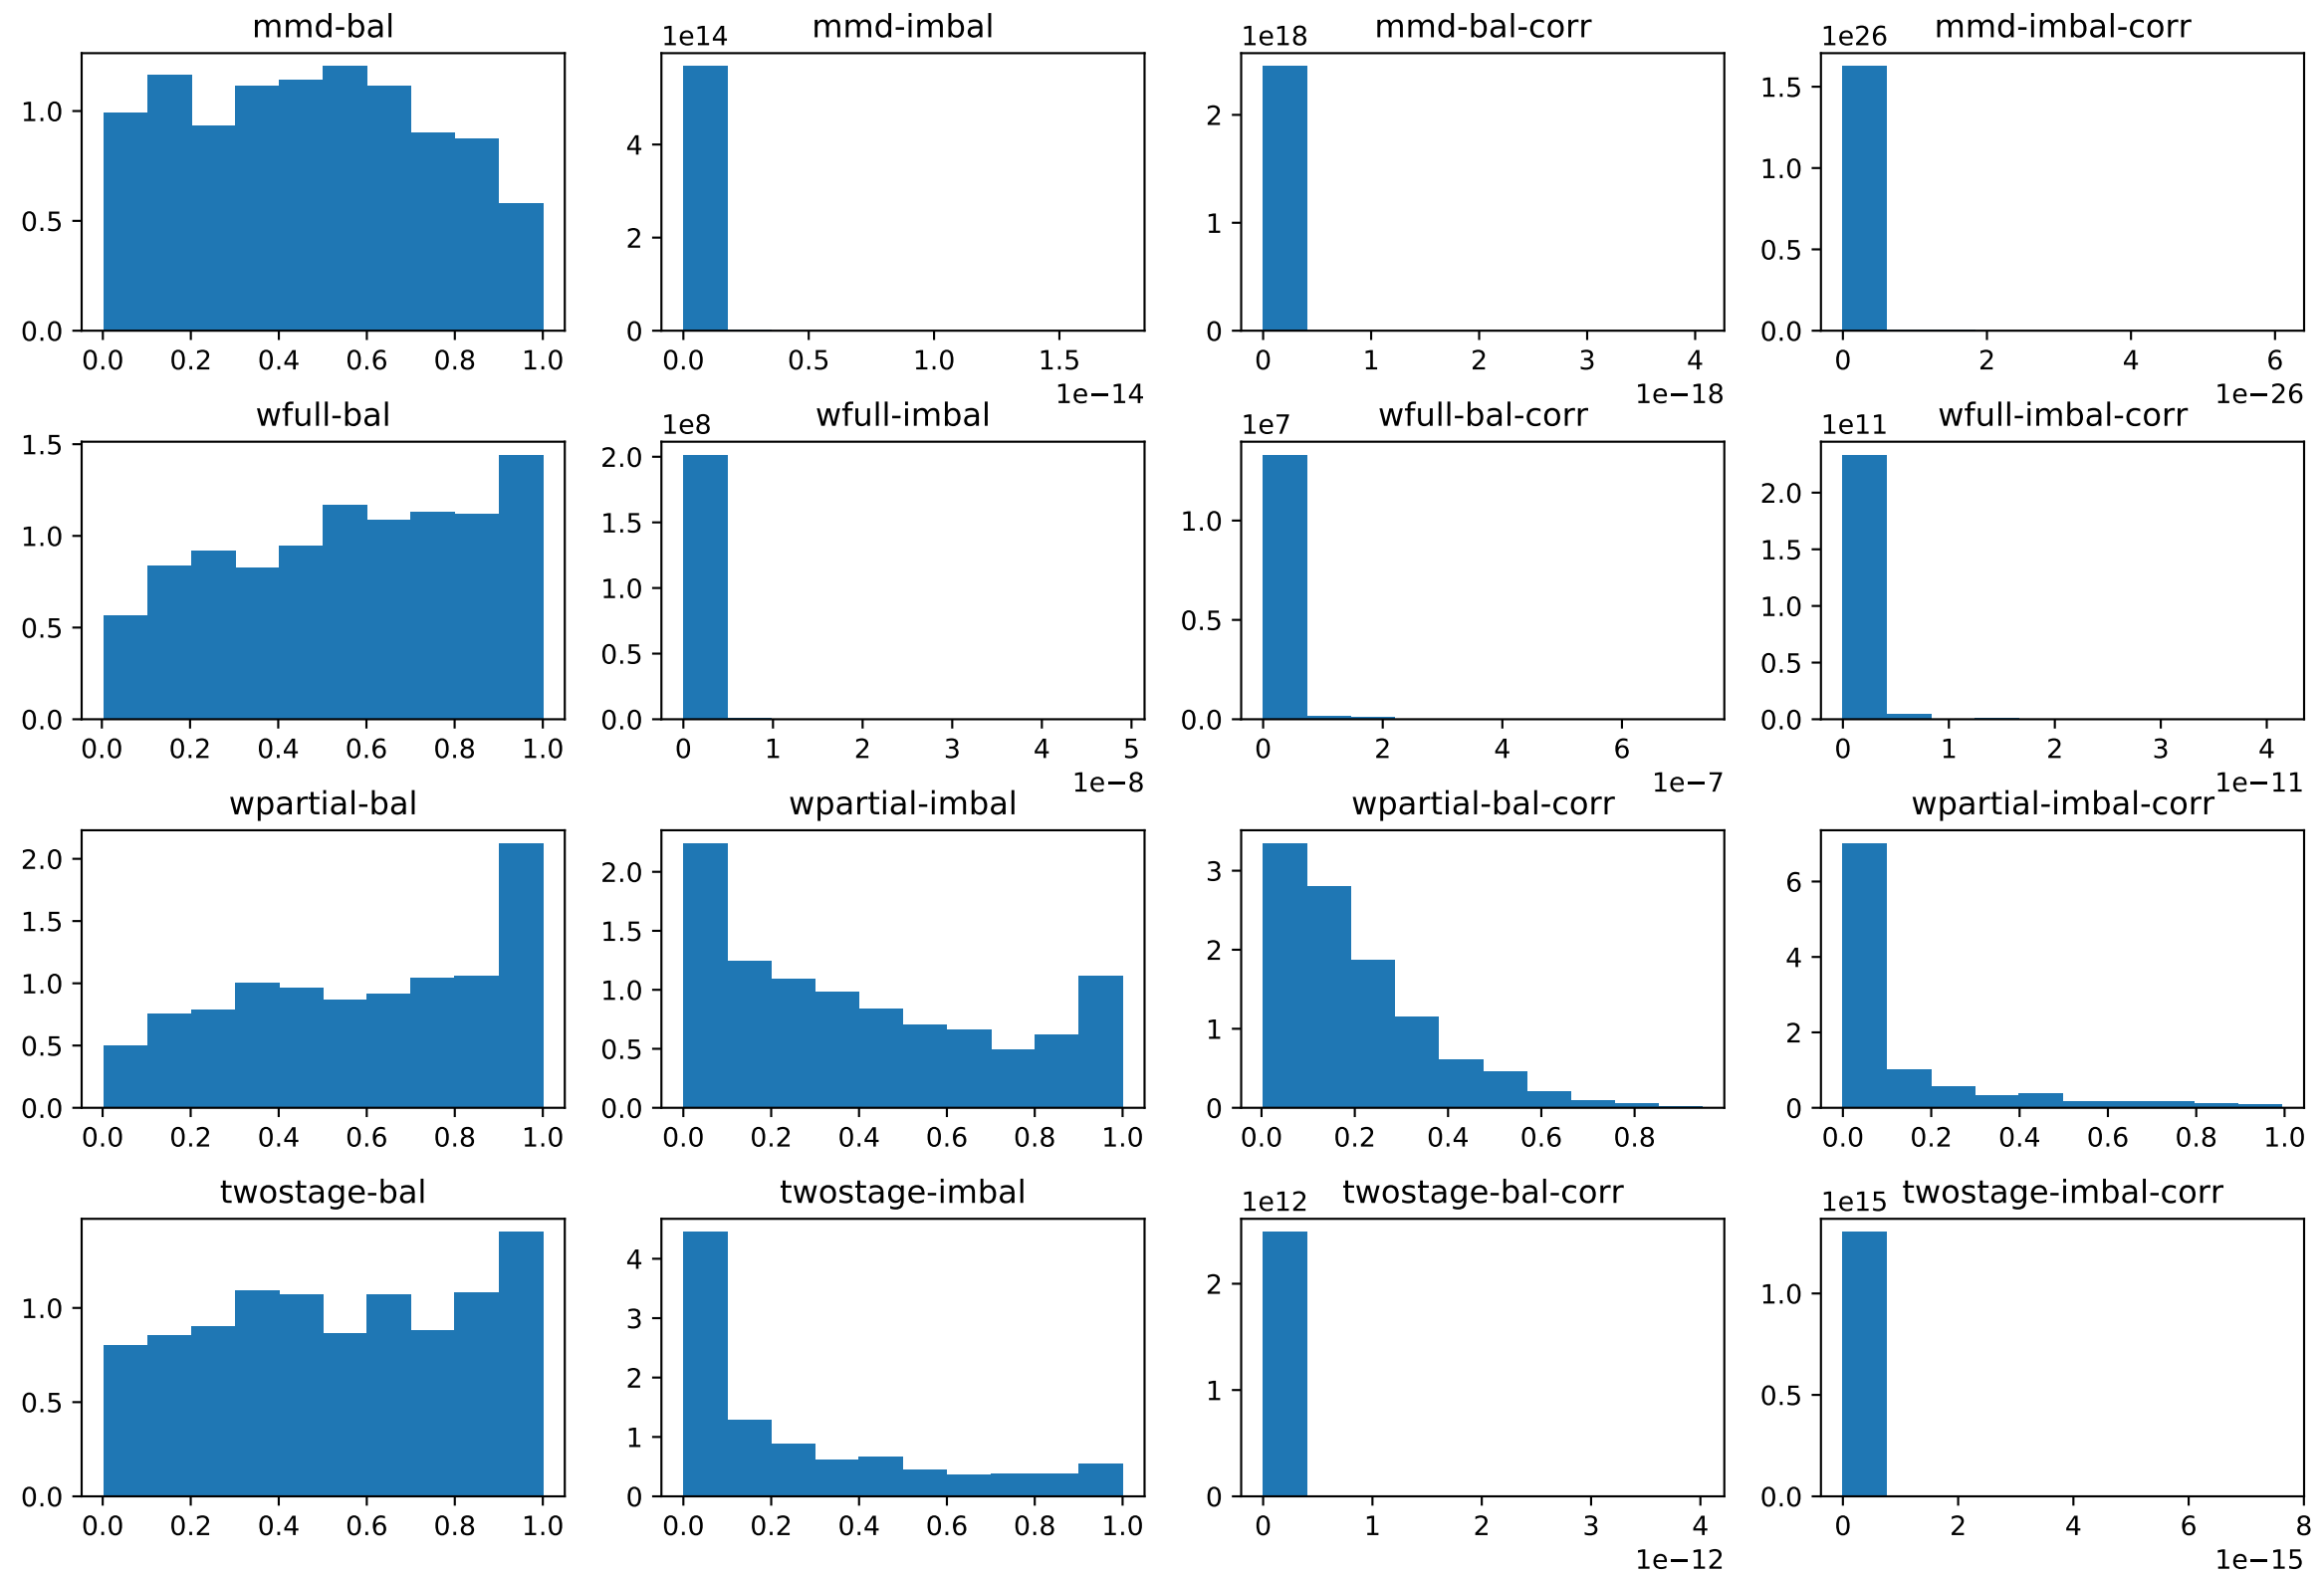 mmd-bal
1.0
0.5
0.0
0.0 0.2 0.4 0.6 0.8 1.0
mmd-imbal
1e14
4
2
0
0.0 0.5 1.0 1.5
1e−14
mmd-bal-corr
1e18
2
1
0
0 1 2 3 4
1e−18
mmd-imbal-corr
1e26
1.5
1.0
0.5
0.0
0 2 4 6
1e−26
wfull-bal
1.5
1.0
0.5
0.0
0.0 0.2 0.4 0.6 0.8 1.0
wfull-imbal
1e8
2.0
1.5
1.0
0.5
0.0
0 1 2 3 4 5
1e−8
wfull-bal-corr
1e7
1.0
0.5
0.0
0 2 4 6
1e−7
wfull-imbal-corr
1e11
2.0
1.5
1.0
0.5
0.0
0 1 2 3 4
1e−11
wpartial-bal
2.0
1.5
1.0
0.5
0.0
0.0 0.2 0.4 0.6 0.8 1.0
wpartial-imbal
2.0
1.5
1.0
0.5
0.0
0.0 0.2 0.4 0.6 0.8 1.0
wpartial-bal-corr
3
2
1
0
0.0 0.2 0.4 0.6 0.8
wpartial-imbal-corr
6
4
2
0
0.0 0.2 0.4 0.6 0.8 1.0
twostage-bal
1.0
0.5
0.0
0.0 0.2 0.4 0.6 0.8 1.0
twostage-imbal
4
3
2
1
0
0.0 0.2 0.4 0.6 0.8 1.0
twostage-bal-corr
1e12
2
1
0
0 1 2 3 4
1e−12
twostage-imbal-corr
1e15
1.0
0.5
0.0
0 2 4 6 8
1e−15